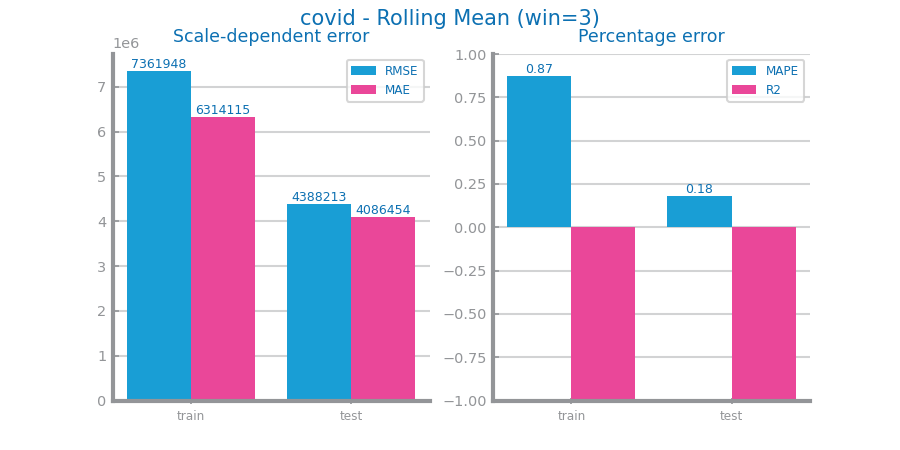 covid - Rolling Mean (win=3)
Scale-dependent error
1e6
7
6
5
4
3
2
1
0
7361948
6314115
4388213
4086454
RMSE
MAE
train
test
Percentage error
1.00
0.75
0.50
0.25
0.00
−0.25
−0.50
−0.75
−1.00
0.87
0.18
MAPE
R2
train
test